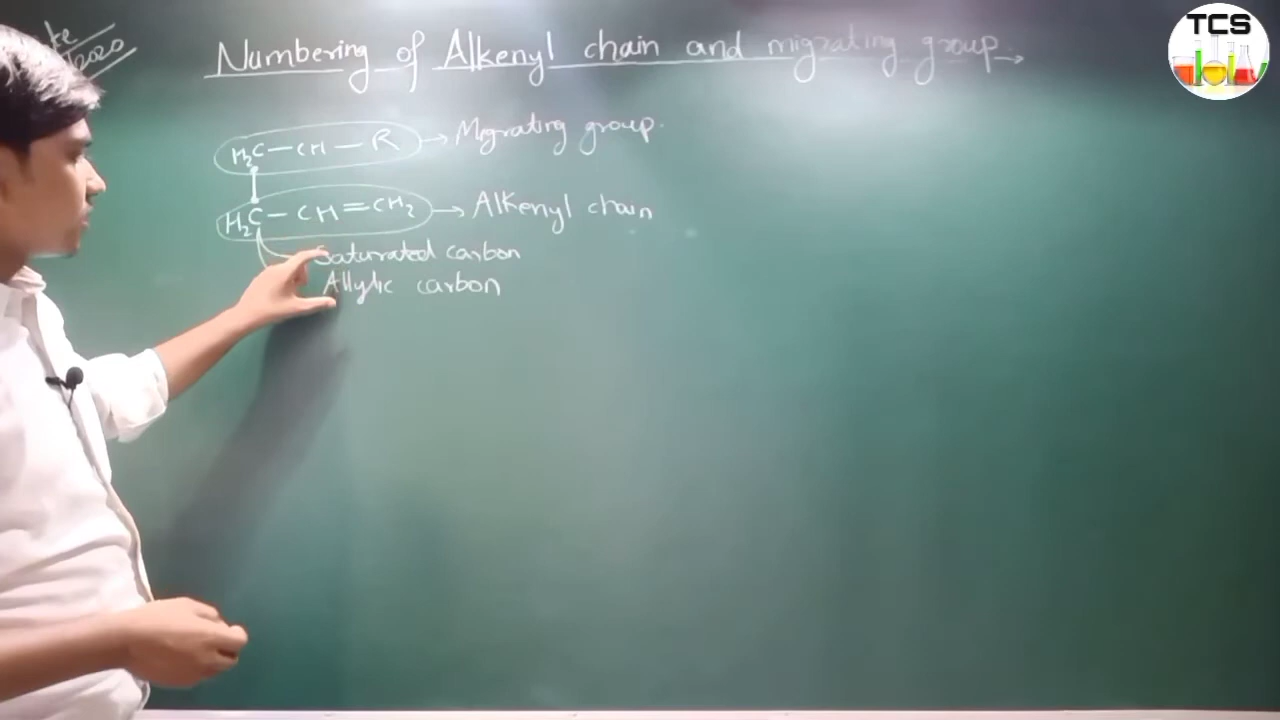 Numbering of Alkenyl chain and migrating group →
H2C — CH — R → Migrating group.
H2C — CH = CH2 → Alkenyl chain
Saturated carbon
Allylic carbon
TCS